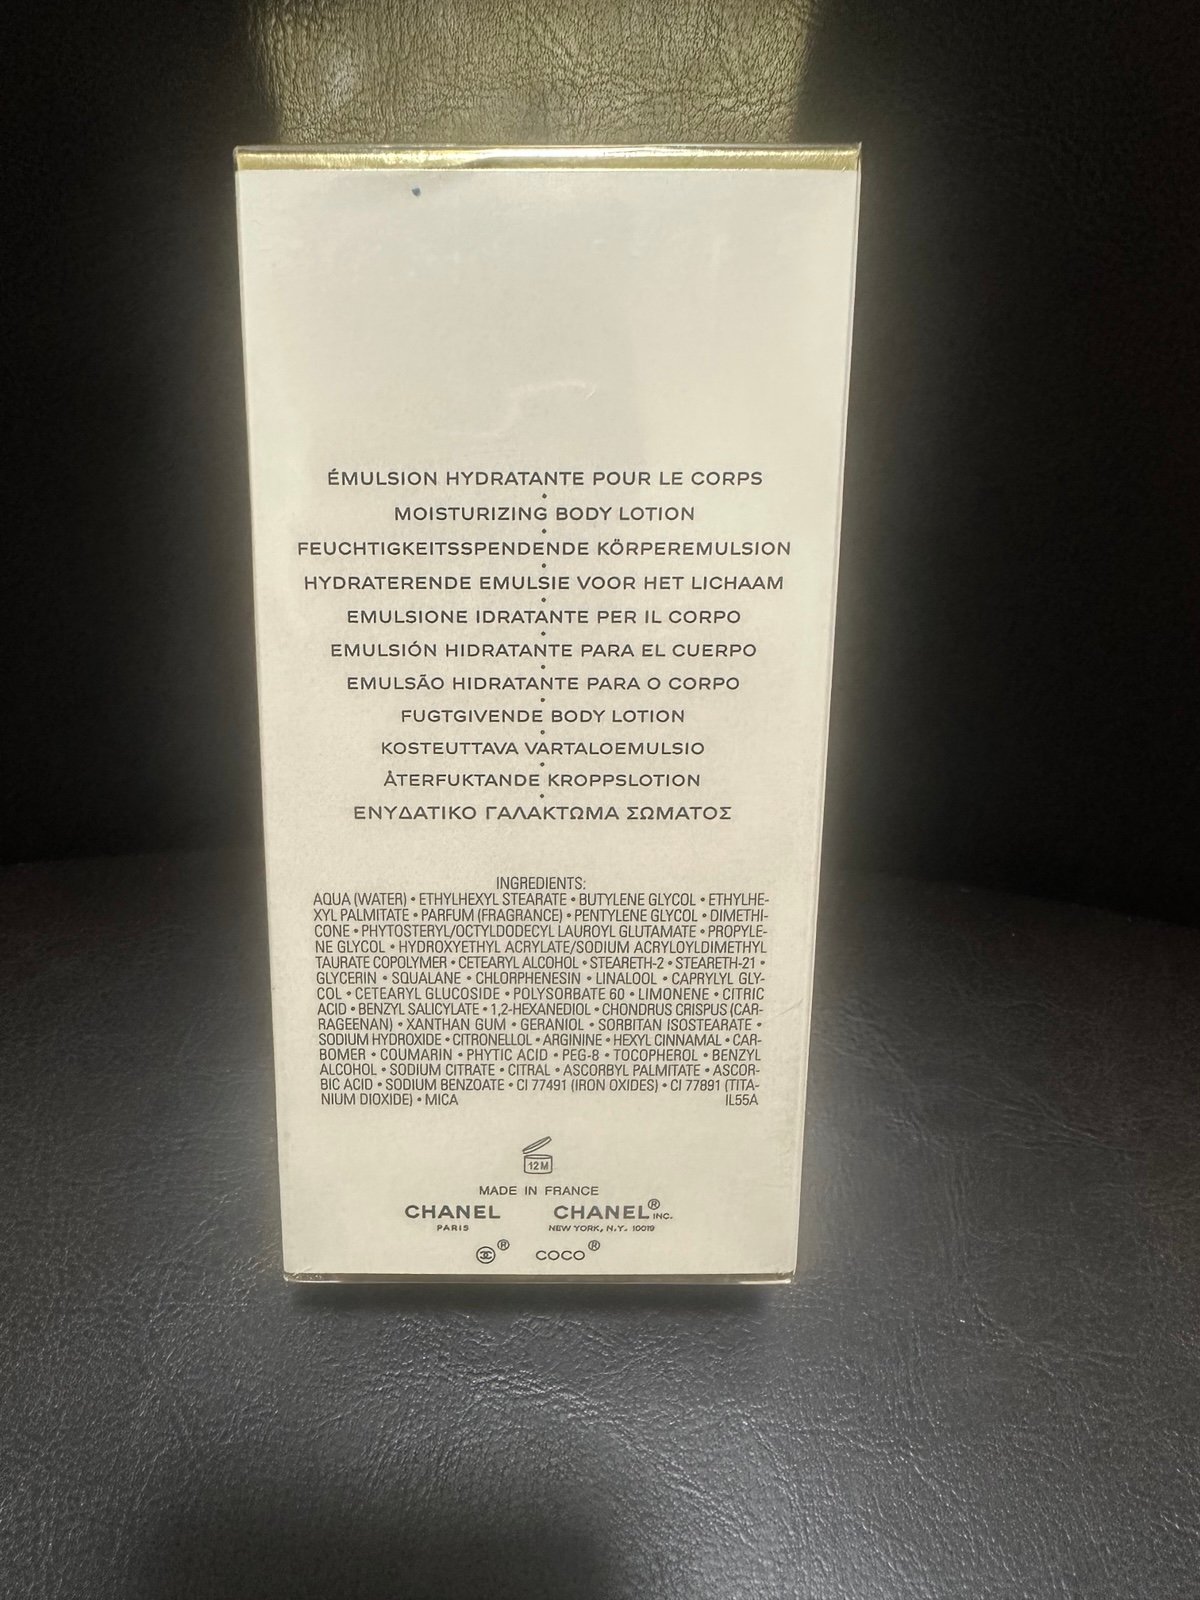 ÉMULSION HYDRATANTE POUR LE CORPS
•
MOISTURIZING BODY LOTION
•
FEUCHTIGKEITSSPENDENDE KÖRPEREMULSION
•
HYDRATERENDE EMULSIE VOOR HET LICHAAM
•
EMULSIONE IDRATANTE PER IL CORPO
•
EMULSIÓN HIDRATANTE PARA EL CUERPO
•
EMULSÃO HIDRATANTE PARA O CORPO
•
FUGTGIVENDE BODY LOTION
•
KOSTEUTTAVA VARTALOEMULSIO
•
ÅTERFUKTANDE KROPPSLOTION
•
ΕΝΥΔΑΤΙΚΟ ΓΑΛΑΚΤΩΜΑ ΣΩΜΑΤΟΣ
INGREDIENTS:
AQUA (WATER) • ETHYLHEXYL STEARATE • BUTYLENE GLYCOL • ETHYLHE-
XYL PALMITATE • PARFUM (FRAGRANCE) • PENTYLENE GLYCOL • DIMETHI-
CONE • PHYTOSTERYL/OCTYLDODECYL LAUROYL GLUTAMATE • PROPYLE-
NE GLYCOL • HYDROXYETHYL ACRYLATE/SODIUM ACRYLOYLDIMETHYL
TAURATE COPOLYMER • CETEARYL ALCOHOL • STEARETH-2 • STEARETH-21 •
GLYCERIN • SQUALANE • CHLORPHENESIN • LINALOOL • CAPRYLYL GLY-
COL • CETEARYL GLUCOSIDE • POLYSORBATE 60 • LIMONENE • CITRIC
ACID • BENZYL SALICYLATE • 1,2-HEXANEDIOL • CHONDRUS CRISPUS (CAR-
RAGEENAN) • XANTHAN GUM • GERANIOL • SORBITAN ISOSTEARATE •
SODIUM HYDROXIDE • CITRONELLOL • ARGININE • HEXYL CINNAMAL • CAR-
BOMER • COUMARIN • PHYTIC ACID • PEG-8 • TOCOPHEROL • BENZYL
ALCOHOL • SODIUM CITRATE • CITRAL • ASCORBYL PALMITATE • ASCOR-
BIC ACID • SODIUM BENZOATE • CI 77491 (IRON OXIDES) • CI 77891 (TITA-
NIUM DIOXIDE) • MICA IL55A
12M
MADE IN FRANCE
CHANEL CHANEL® INC.
PARIS NEW YORK, N.Y. 10019
® COCO®